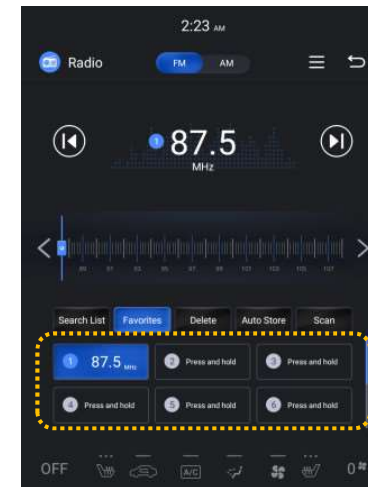 2:23 AM
Radio FM AM
1 87.5
MHz
Search List Favorites Delete Auto Store Scan
1 87.5 MHz 2 Press and hold 3 Press and hold
4 Press and hold 5 Press and hold 6 Press and hold
OFF A/C 0